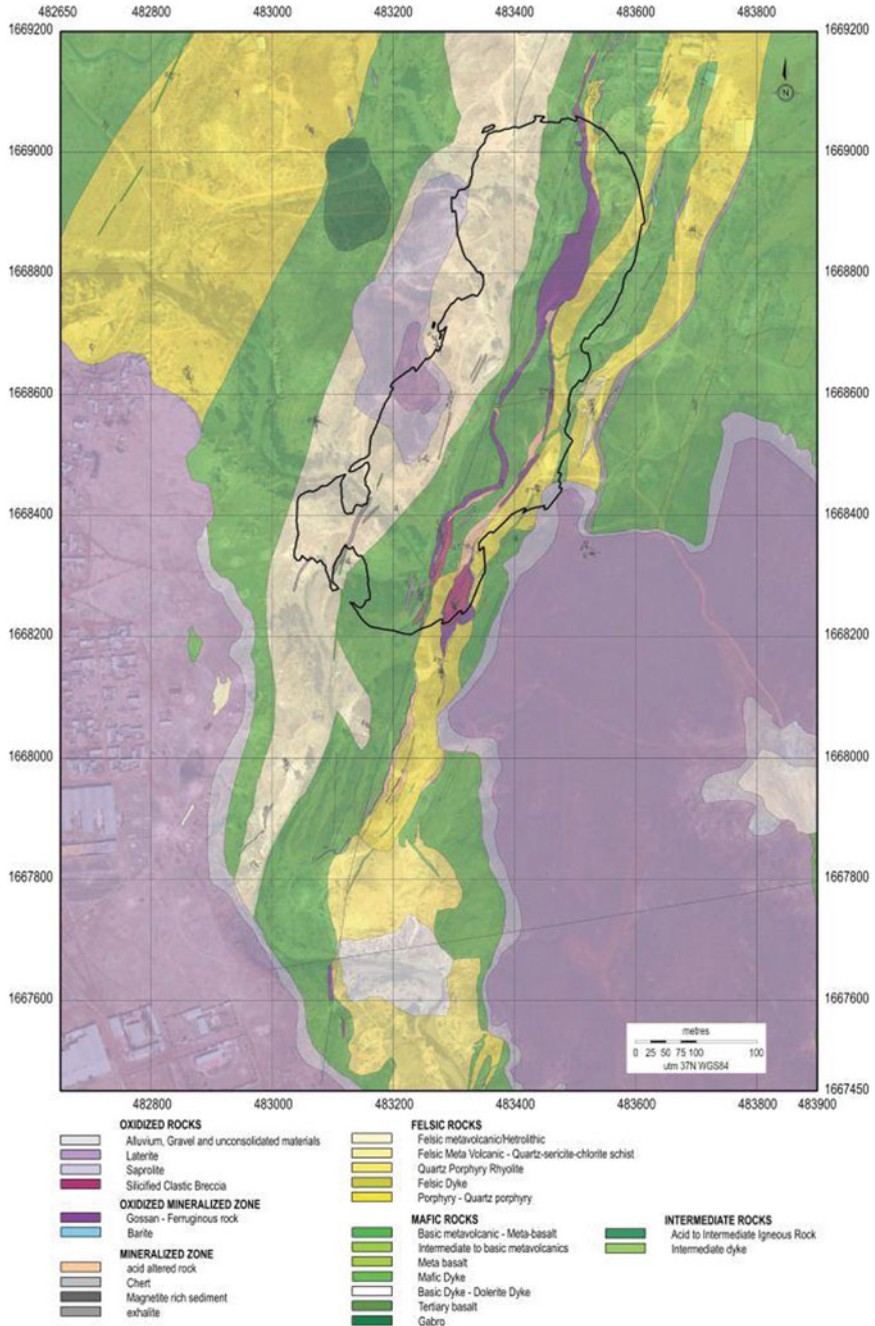 482650 482800 483000 483200 483400 483600 483800
1669200 1669200
N
1669000 1669000
1668800 1668800
1668600 1668600
1668400 1668400
1668200 1668200
1668000 1668000
1667800 1667800
1667600 1667600
metres
0 25 50 75 100 100
utm 37N WGS84
1667450
482800 483000 483200 483400 483600 483800 483900
OXIDIZED ROCKS
Alluvium, Gravel and unconsolidated materials
Laterite
Saprolite
Silicified Clastic Breccia
OXIDIZED MINERALIZED ZONE
Gossan - Ferruginous rock
Barite
MINERALIZED ZONE
acid altered rock
Chert
Magnetite rich sediment
exhalite
FELSIC ROCKS
Felsic metavolcanic/Hetrolithic
Felsic Meta Volcanic - Quartz-sericite-chlorite schist
Quartz Porphyry Rhyolite
Felsic Dyke
Porphyry - Quartz porphyry
MAFIC ROCKS
Basic metavolcanic - Meta-basalt
Intermediate to basic metavolcanics
Meta basalt
Mafic Dyke
Basic Dyke - Dolerite Dyke
Tertiary basalt
Gabro
INTERMEDIATE ROCKS
Acid to Intermediate Igneous Rock
Intermediate dyke